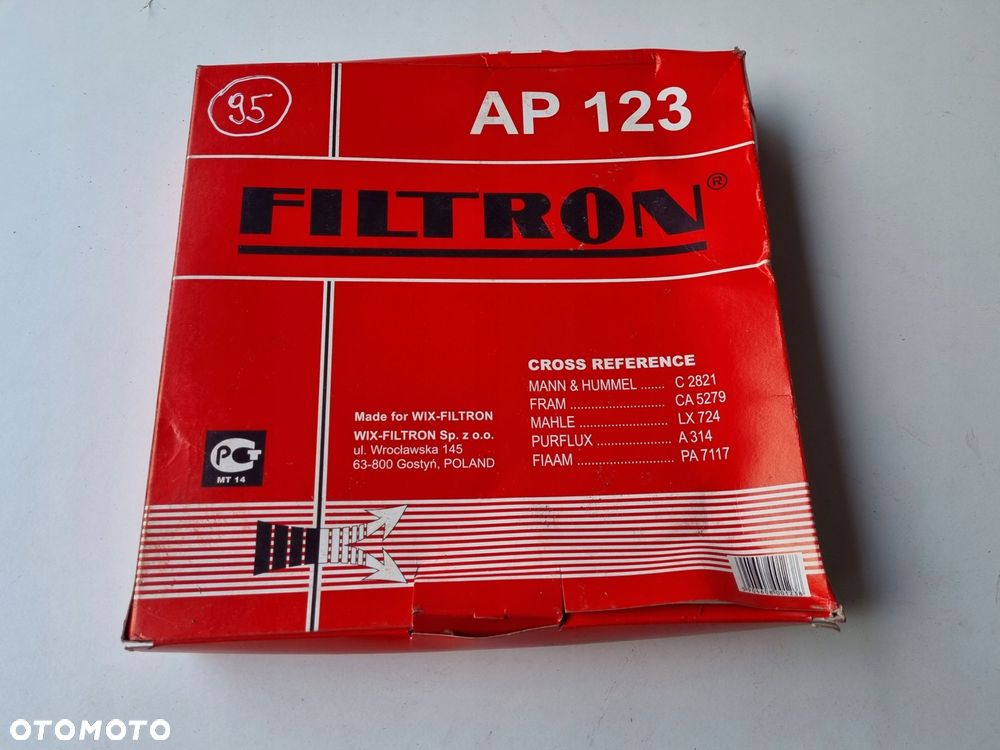 95
AP 123
FILTRON®
CROSS REFERENCE
MANN & HUMMEL ....... C 2821
FRAM .......................... CA 5279
MAHLE ........................ LX 724
PURFLUX ..................... A 314
FIAAM .......................... PA 7117
Made for WIX-FILTRON
WIX-FILTRON Sp. z o.o.
ul. Wrocławska 145
63-800 Gostyń, POLAND
PCT
MT 14
OTOMOTO